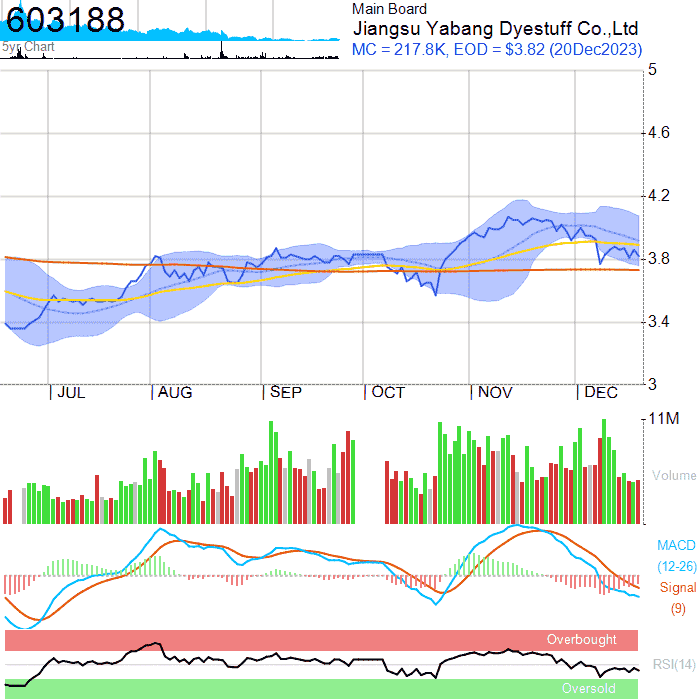 603188
5yr Chart
Main Board
Jiangsu Yabang Dyestuff Co.,Ltd
MC = 217.8K, EOD = $3.82 (20Dec2023)
5
4.6
4.2
3.8
3.4
3
JUL AUG SEP OCT NOV DEC
11M
Volume
MACD
(12-26)
Signal
(9)
Overbought
RSI(14)
Oversold